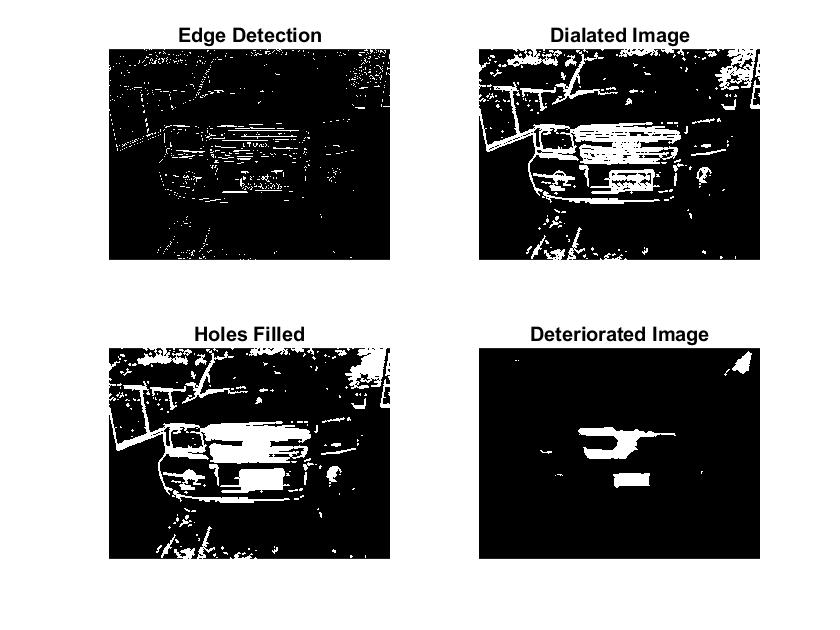 Edge Detection
Dialated Image
Holes Filled
Deteriorated Image